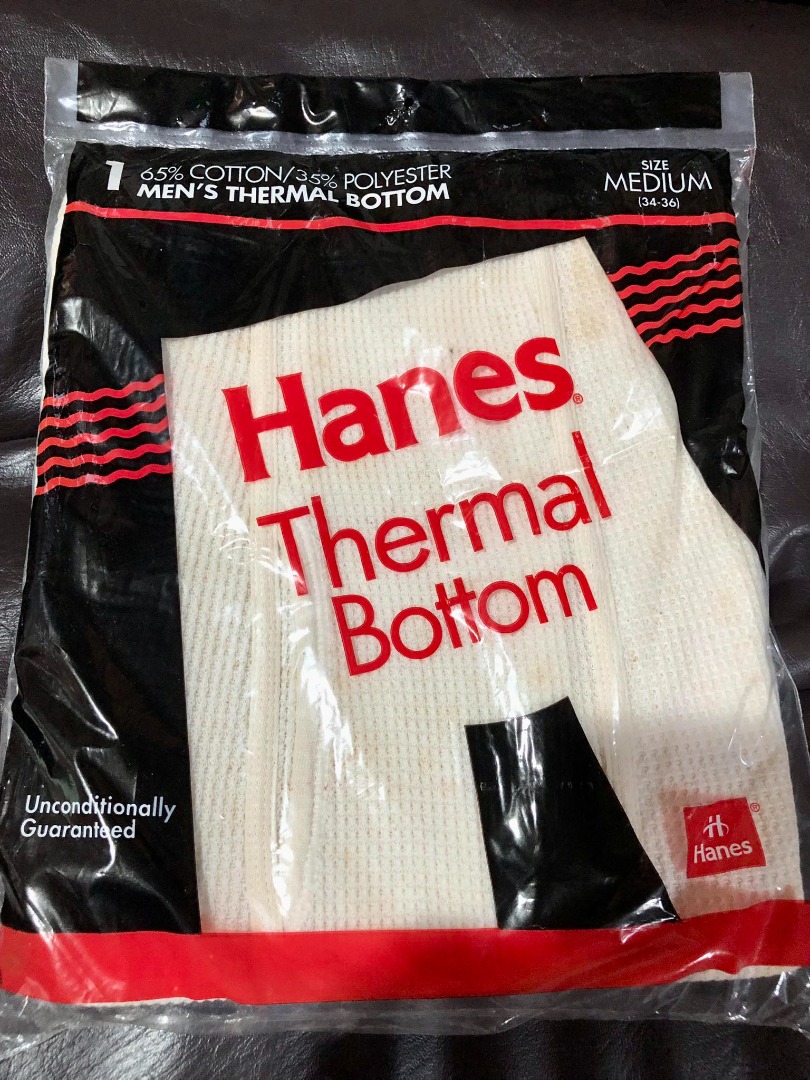 1 65% COTTON/35% POLYESTER
MEN'S THERMAL BOTTOM
SIZE
MEDIUM
(34-36)
Hanes®
Thermal
Bottom
Unconditionally
Guaranteed
Hanes ®